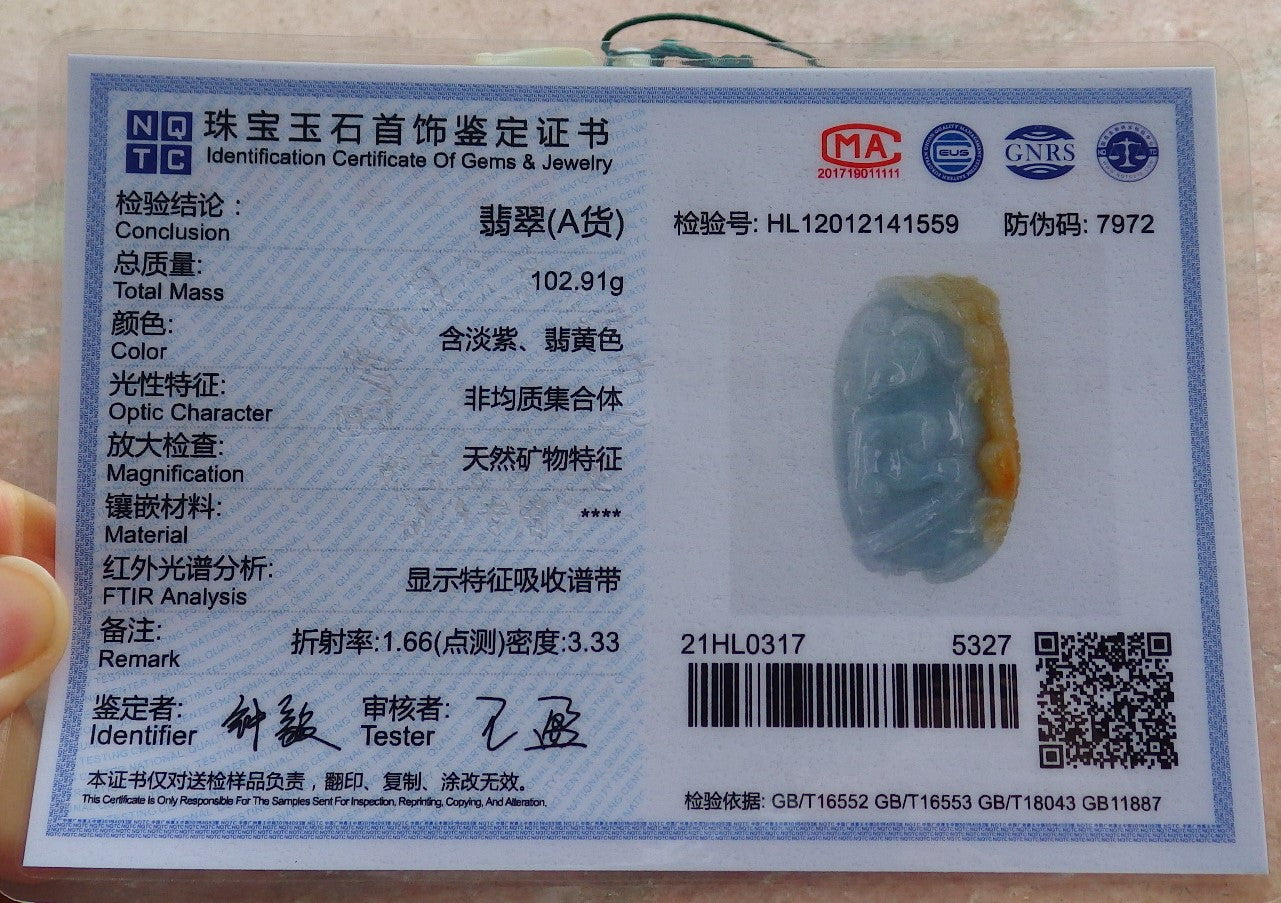 NQTC
珠宝玉石首饰鉴定证书
Identification Certificate Of Gems & Jewelry
检验结论：
Conclusion
翡翠(A货)
总质量:
Total Mass
102.91g
颜色:
Color
含淡紫、翡黄色
光性特征:
Optic Character
非均质集合体
放大检查:
Magnification
天然矿物特征
镶嵌材料:
Material
****
红外光谱分析:
FTIR Analysis
显示特征吸收谱带
备注:
Remark
折射率:1.66(点测)密度:3.33
鉴定者:
Identifier
审核者:
Tester
王盈
本证书仅对送检样品负责，翻印、复制、涂改无效。
This Certificate Is Only Responsible For The Samples Sent For Inspection, Reprinting, Copying, And Alteration.
MA
201719011111
GNRS
检验号: HL12012141559
防伪码: 7972
21HL0317
5327
检验依据: GB/T16552 GB/T16553 GB/T18043 GB11887